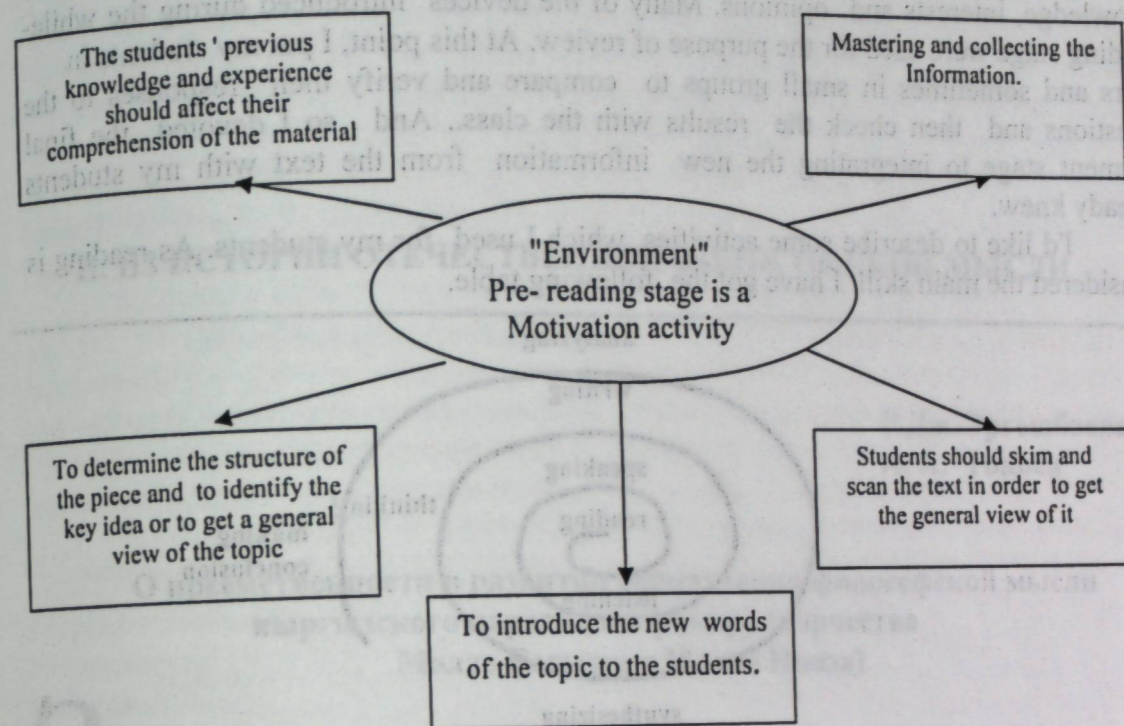 The students ' previous
knowledge and experience
should affect their
comprehension of the material
Mastering and collecting the
Information.
"Environment"
Pre- reading stage is a
Motivation activity
To determine the structure of
the piece and to identify the
key idea or to get a general
view of the topic
Students should skim and
scan the text in order to get
the general view of it
To introduce the new words
of the topic to the students.